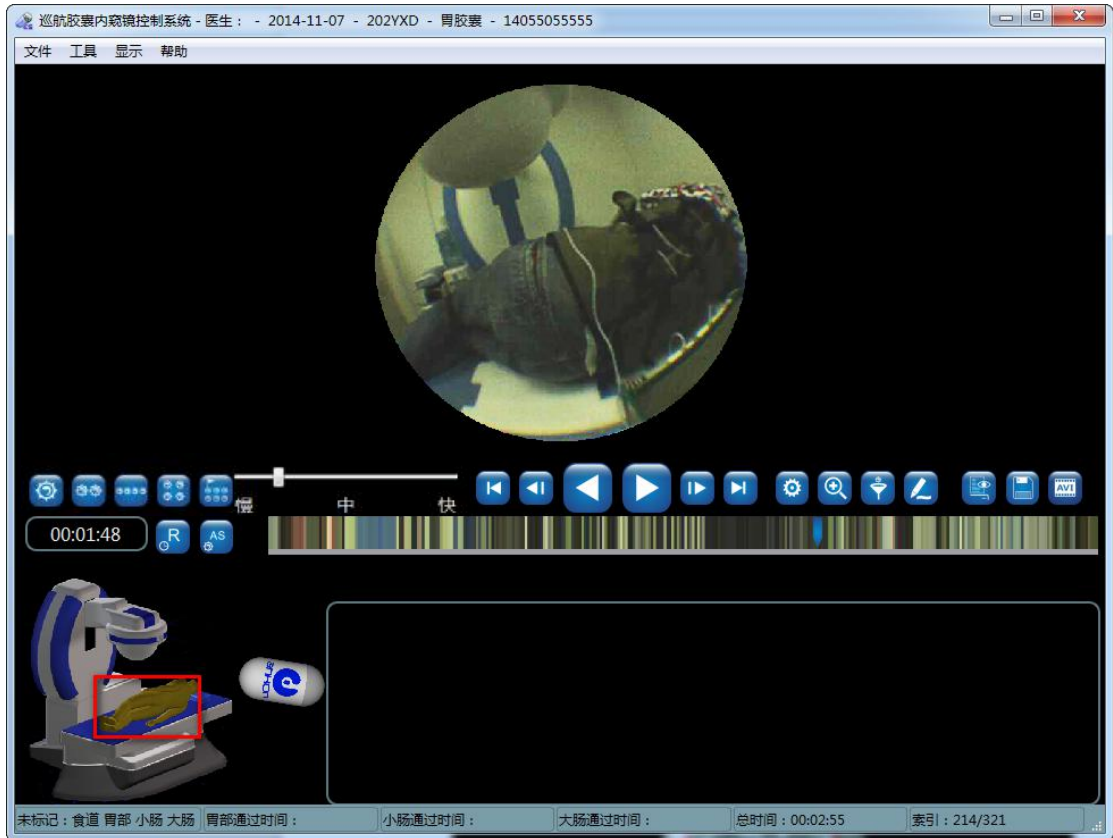 巡航胶囊内窥镜控制系统 - 医生： - 2014-11-07 - 202YXD - 胃胶囊 - 14055055555
文件 工具 显示 帮助
慢 中 快
AVI
00:01:48 R AS
ANKON
未标记：食道 胃部 小肠 大肠 胃部通过时间： 小肠通过时间： 大肠通过时间： 总时间：00:02:55 索引：214/321